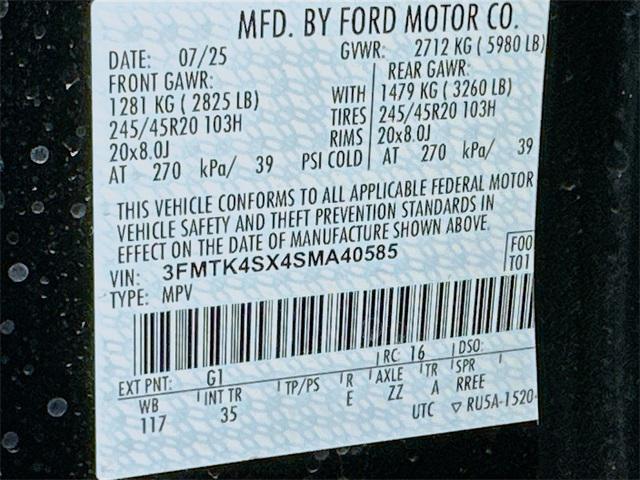 MFD. BY FORD MOTOR CO.
DATE: 07/25 GVWR: 2712 KG ( 5980 LB)
FRONT GAWR: REAR GAWR:
1281 KG ( 2825 LB) WITH 1479 KG ( 3260 LB)
245/45R20 103H TIRES 245/45R20 103H
20x8.0J RIMS 20x8.0J
AT 270 kPa/ 39 PSI COLD AT 270 kPa/ 39
THIS VEHICLE CONFORMS TO ALL APPLICABLE FEDERAL MOTOR
VEHICLE SAFETY AND THEFT PREVENTION STANDARDS IN
EFFECT ON THE DATE OF MANUFACTURE SHOWN ABOVE.
VIN: 3FMTK4SX4SMA40585 F00
TYPE: MPV T01
RC: 16 DSO:
EXT PNT: G1
WB INT TR TP/PS R AXLE TR SPR
117 35 E ZZ A RREE
UTC ▽ RU5A-1520